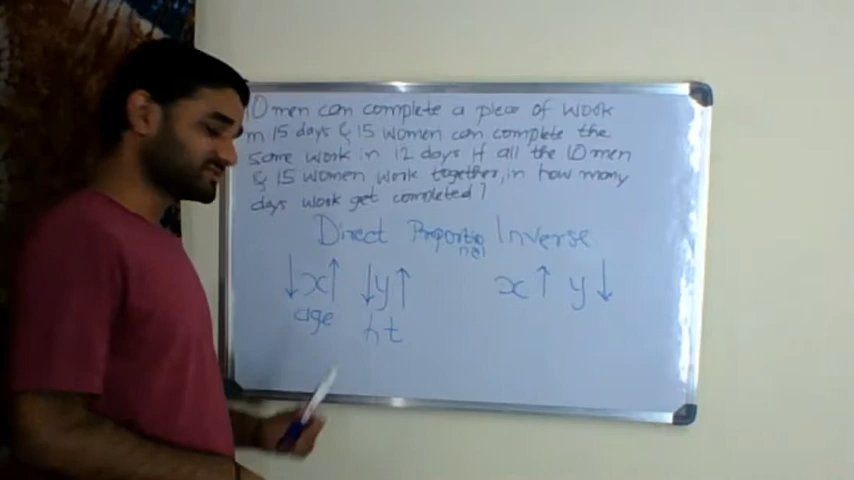 10 men can complete a piece of work
in 15 days & 15 women can complete the
same work in 12 days if all the 10 men
& 15 women work together, in how many
days work get completed?
Direct Proportional Inverse
↓x↑ ↓y↑ x↑ y↓
age ht